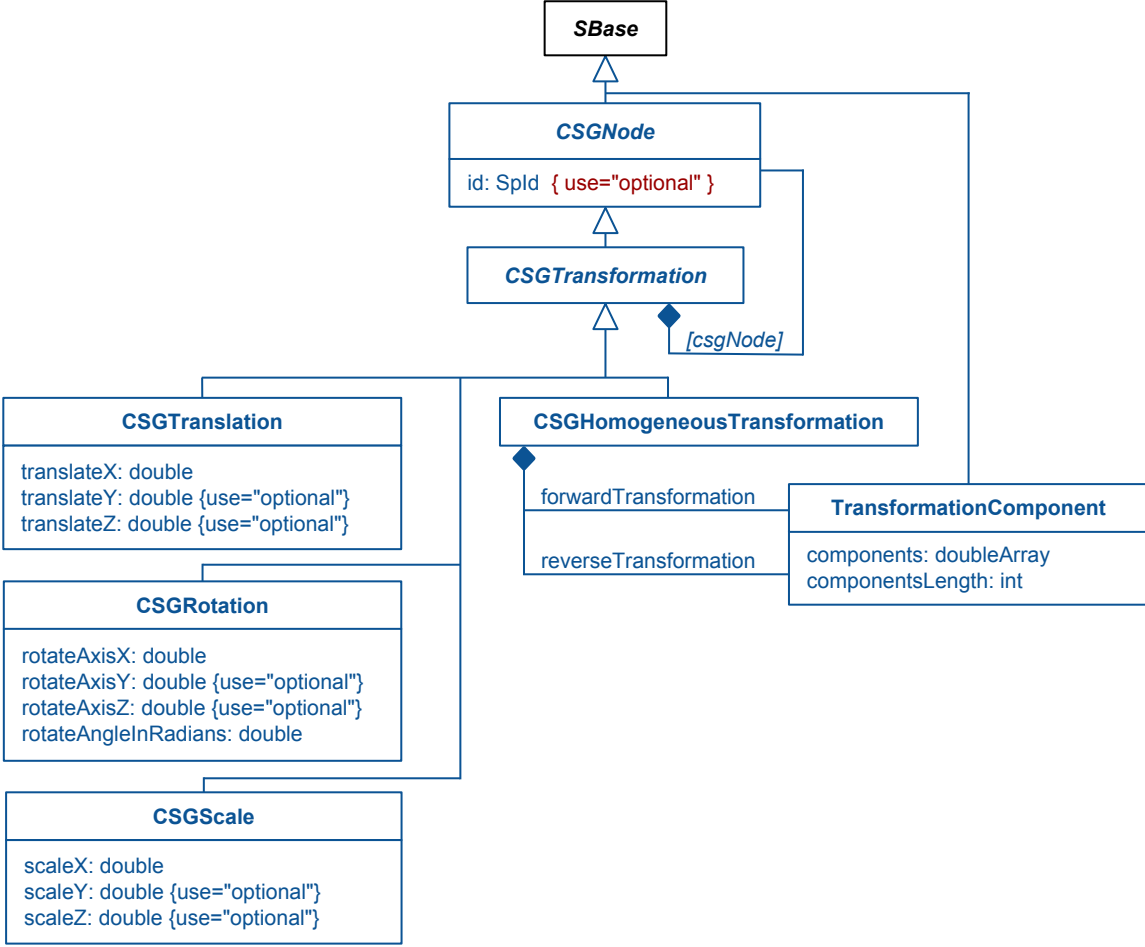 SBase
CSGNode
id: SpId { use="optional" }
CSGTransformation
[csgNode]
CSGTranslation
translateX: double
translateY: double {use="optional"}
translateZ: double {use="optional"}
CSGHomogeneousTransformation
forwardTransformation
reverseTransformation
TransformationComponent
components: doubleArray
componentsLength: int
CSGRotation
rotateAxisX: double
rotateAxisY: double {use="optional"}
rotateAxisZ: double {use="optional"}
rotateAngleInRadians: double
CSGScale
scaleX: double
scaleY: double {use="optional"}
scaleZ: double {use="optional"}